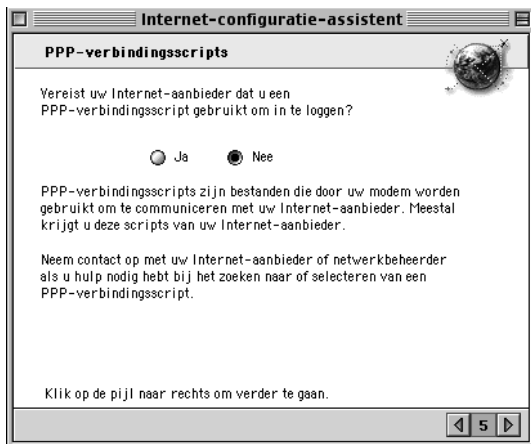 Internet-configuratie-assistent
PPP-verbindingsscripts
Vereist uw Internet-aanbieder dat u een
PPP-verbindingsscript gebruikt om in te loggen?
Ja
Nee
PPP-verbindingsscripts zijn bestanden die door uw modem worden
gebruikt om te communiceren met uw Internet-aanbieder. Meestal
krijgt u deze scripts van uw Internet-aanbieder.
Neem contact op met uw Internet-aanbieder of netwerkbeheerder
als u hulp nodig hebt bij het zoeken naar of selecteren van een
PPP-verbindingsscript.
Klik op de pijl naar rechts om verder te gaan.
5